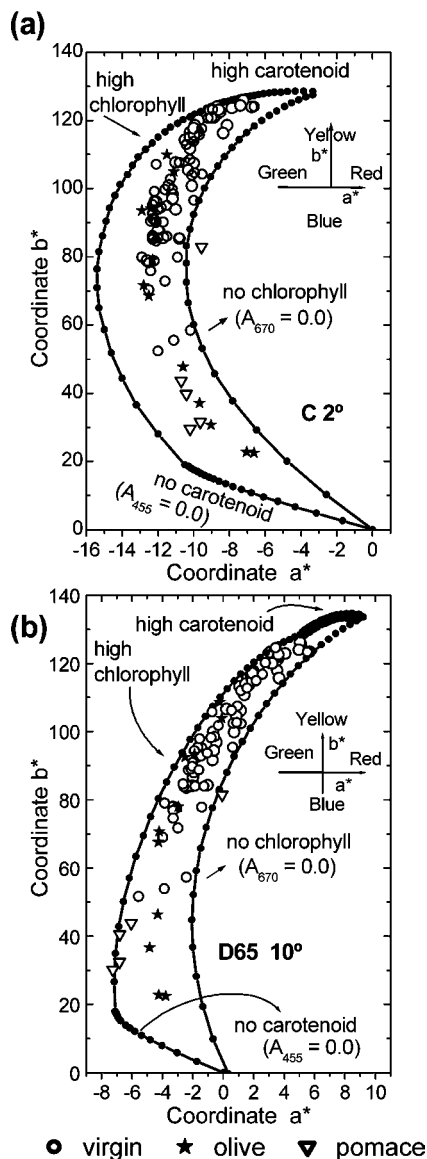 (a)
140
120
100
80
60
40
20
0
Coordinate b*
high carotenoid
high
chlorophyll
Yellow
b*
Green
Red
a*
Blue
no chlorophyll
(A670 = 0.0)
C 2º
no carotenoid
(A455 = 0.0)
-16 -14 -12 -10 -8 -6 -4 -2 0
Coordinate a*
(b)
140
120
100
80
60
40
20
0
Coordinate b*
high carotenoid
high
chlorophyll
Yellow
b*
Green
Red
a*
Blue
no chlorophyll
(A670 = 0.0)
D65 10º
no carotenoid
(A455 = 0.0)
-8 -6 -4 -2 0 2 4 6 8 10
Coordinate a*
virgin olive pomace